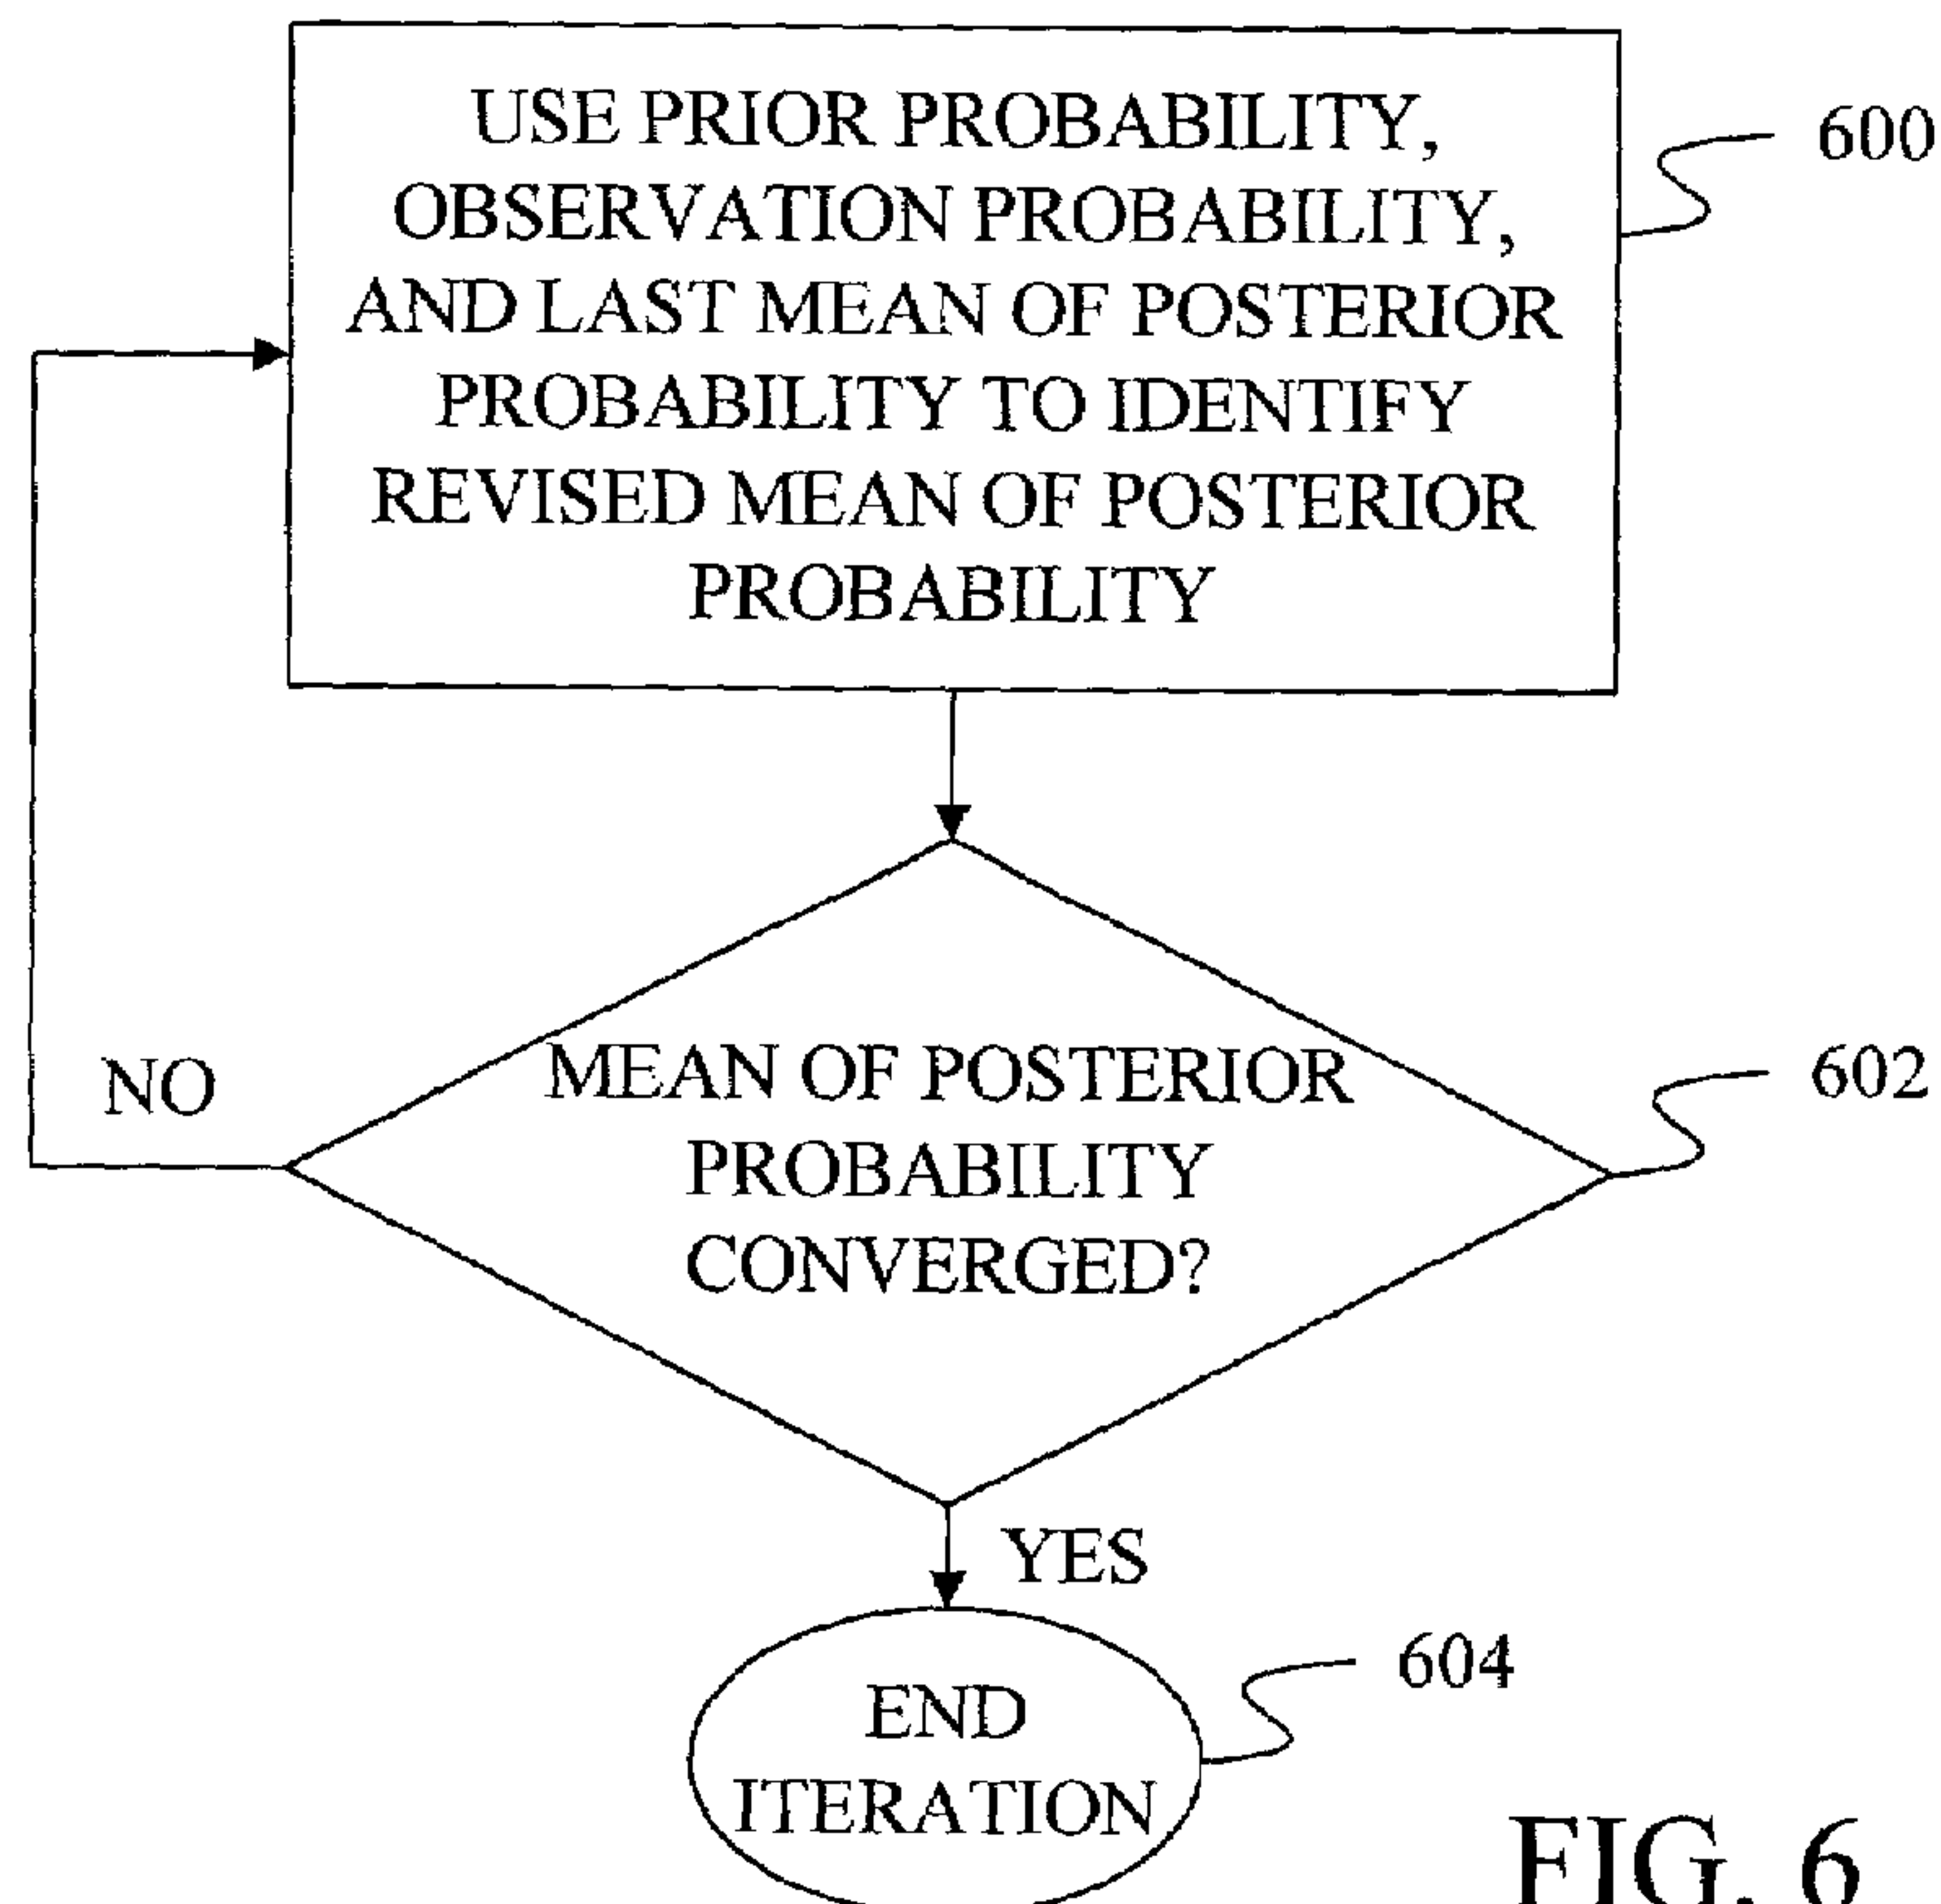 USE PRIOR PROBABILITY,
OBSERVATION PROBABILITY,
AND LAST MEAN OF POSTERIOR
PROBABILITY TO IDENTIFY
REVISED MEAN OF POSTERIOR
PROBABILITY
600
NO
MEAN OF POSTERIOR
PROBABILITY
CONVERGED?
602
YES
END
ITERATION
604
FIG. 6